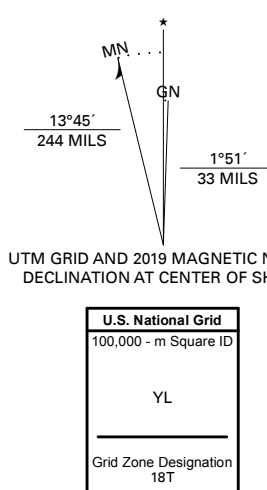 ★
MN
GN
13°45´
244 MILS
1°51´
33 MILS
UTM GRID AND 2019 MAGNETIC
DECLINATION AT CENTER OF
U.S. National Grid
100,000 - m Square ID
YL
Grid Zone Designation
18T